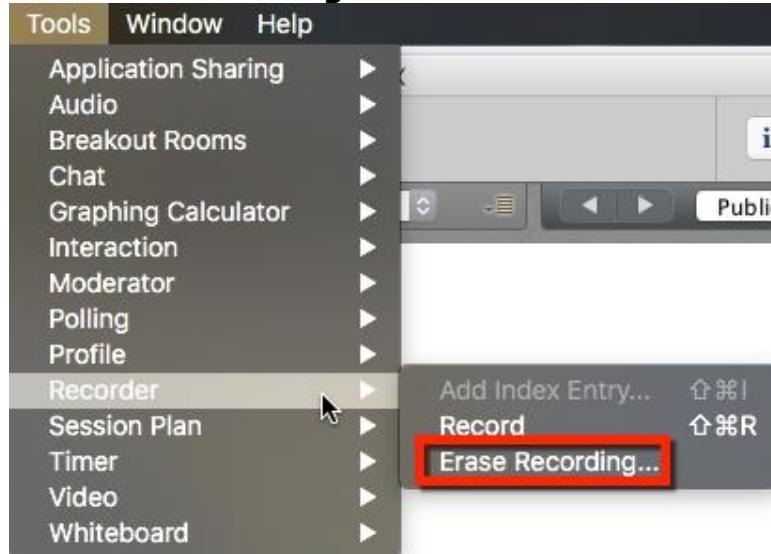 Tools Window Help
Application Sharing
Audio
Breakout Rooms
Chat
Graphing Calculator
Interaction
Moderator
Polling
Profile
Recorder
Session Plan
Timer
Video
Whiteboard
Publi
Add Index Entry... ⇧⌘I
Record ⇧⌘R
Erase Recording...